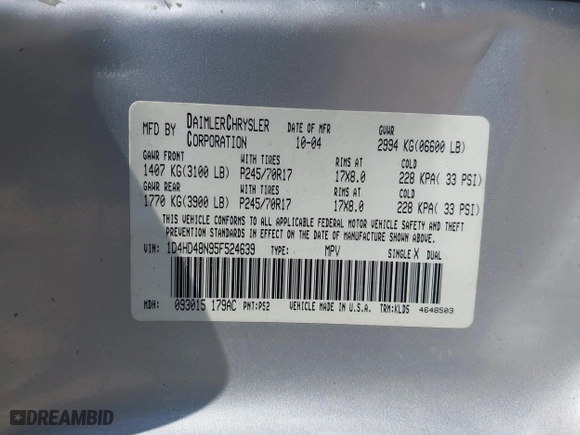 MFD BY DAIMLERCHRYSLER CORPORATION DATE OF MFR 10-04 GVWR 2994 KG(06600 LB)
GAWR FRONT WITH TIRES RIMS AT COLD
1407 KG(3100 LB) P245/70R17 17X8.0 228 KPA( 33 PSI)
GAWR REAR WITH TIRES RIMS AT COLD
1770 KG(3900 LB) P245/70R17 17X8.0 228 KPA( 33 PSI)
THIS VEHICLE CONFORMS TO ALL APPLICABLE FEDERAL MOTOR VEHICLE SAFETY AND THEFT
PREVENTION STANDARDS IN EFFECT ON THE DATE OF MANUFACTURE SHOWN ABOVE.
VIN: 1D4HD48N95F524639 TYPE: MPV SINGLE X DUAL
MDH: 093015 179AC PNT:PS2 VEHICLE MADE IN U.S.A. TRM:KLD5 4648503
DREAMBID